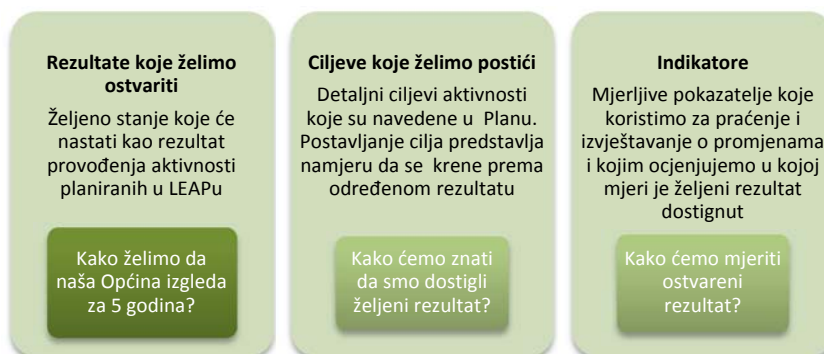 Rezultate koje želimo
ostvariti
Željeno stanje koje će
nastati kao rezultat
provođenja aktivnosti
planiranih u LEAPu
Kako želimo da
naša Općina izgleda
za 5 godina?
Ciljeve koje želimo postići
Detaljni ciljevi aktivnosti
koje su navedene u Planu.
Postavljanje cilja predstavlja
namjeru da se krene prema
određenom rezultatu
Kako ćemo znati
da smo dostigli
željeni rezultat?
Indikatore
Mjerljive pokazatelje koje
koristimo za praćenje i
izvještavanje o promjenama
i kojim ocjenjujemo u kojoj
mjeri je željeni rezultat
dostignut
Kako ćemo mjeriti
ostvareni
rezultat?